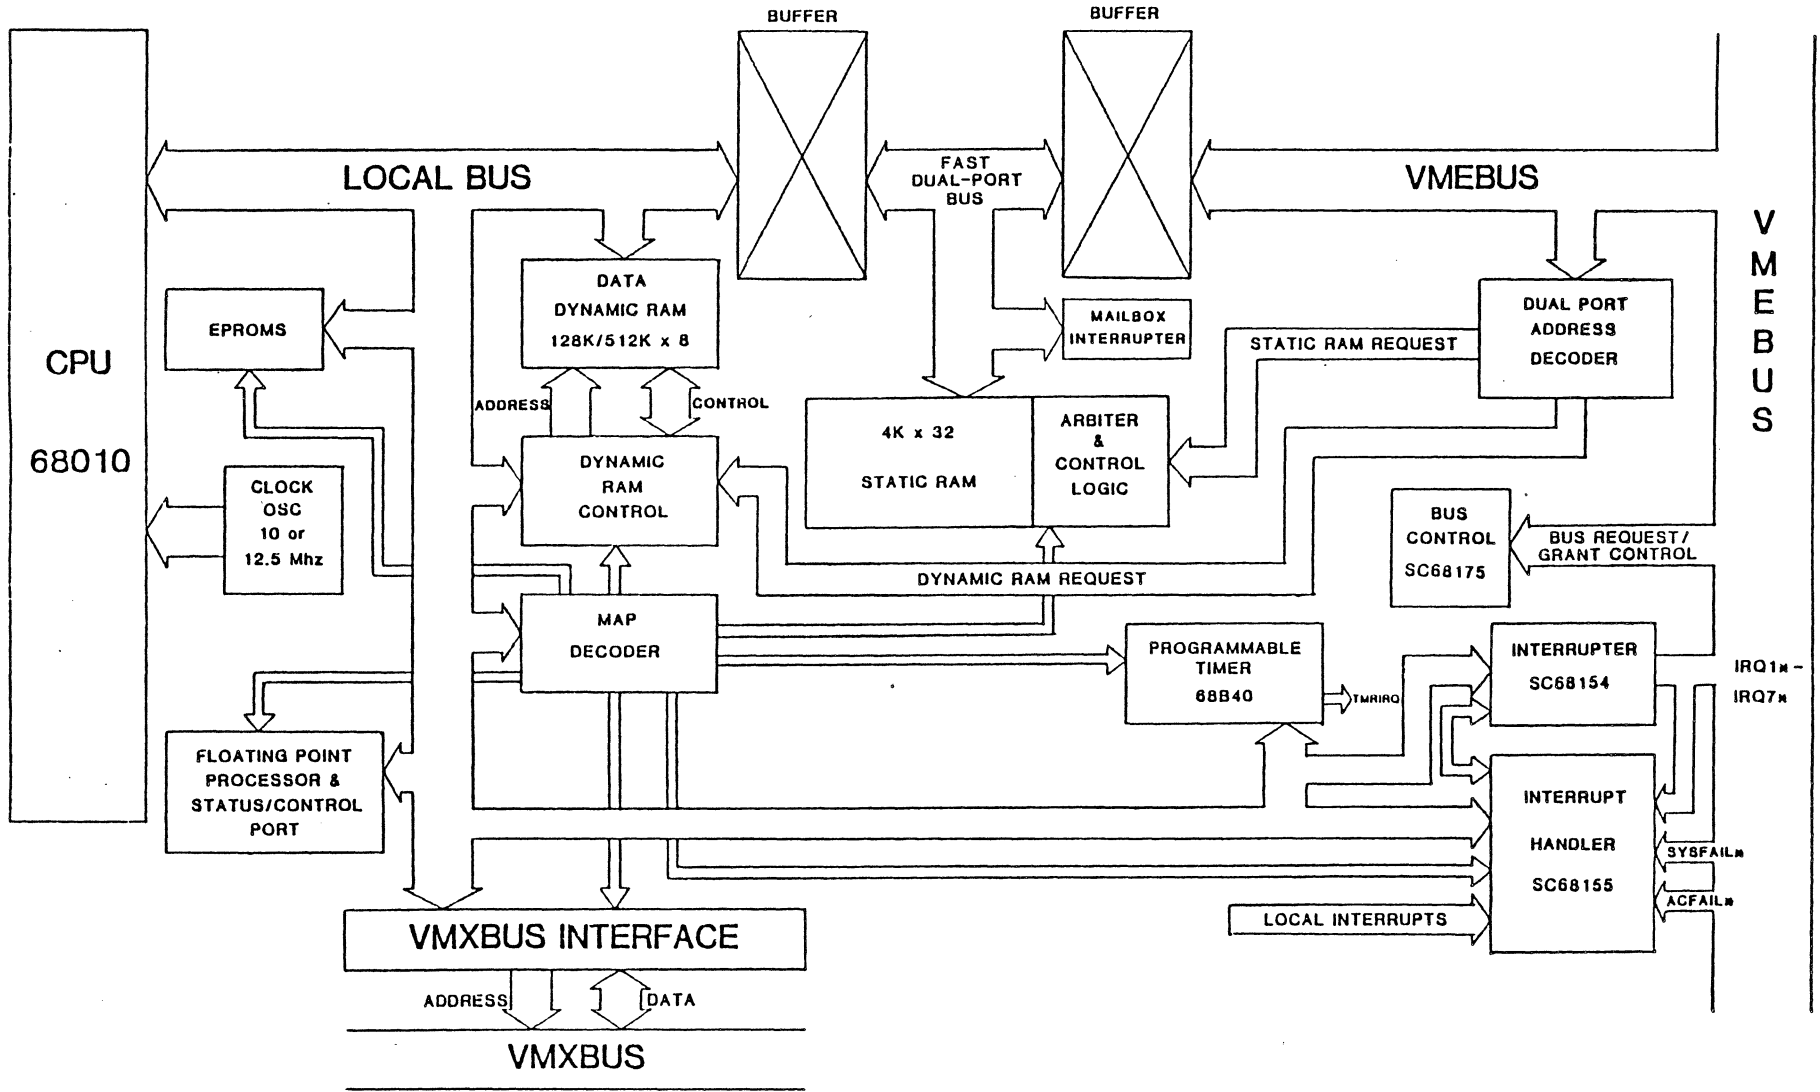 BUFFER
BUFFER
LOCAL BUS
FAST
DUAL-PORT
BUS
VMEBUS
V
M
E
B
U
S
CPU
68010
EPROMS
DATA
DYNAMIC RAM
128K/512K x 8
MAILBOX
INTERRUPTER
STATIC RAM REQUEST
DUAL PORT
ADDRESS
DECODER
ADDRESS
CONTROL
CLOCK
OSC
10 or
12.5 Mhz
DYNAMIC
RAM
CONTROL
4K x 32
STATIC RAM
ARBITER
&
CONTROL
LOGIC
BUS
CONTROL
SC68175
BUS REQUEST/
GRANT CONTROL
DYNAMIC RAM REQUEST
MAP
DECODER
PROGRAMMABLE
TIMER
68B40
TMRIRQ
INTERRUPTER
SC68154
IRQ1* -
IRQ7*
FLOATING POINT
PROCESSOR &
STATUS/CONTROL
PORT
INTERRUPT
HANDLER
SC68155
SYSFAIL*
ACFAIL*
LOCAL INTERRUPTS
VMXBUS INTERFACE
ADDRESS
DATA
VMXBUS